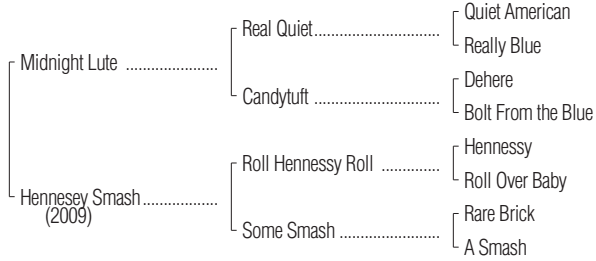 Quiet American
Real Quiet
Really Blue
Midnight Lute
Dehere
Candytuft
Bolt From the Blue
Hennessy
Roll Hennessy Roll
Roll Over Baby
Hennesey Smash
(2009)
Rare Brick
Some Smash
A Smash